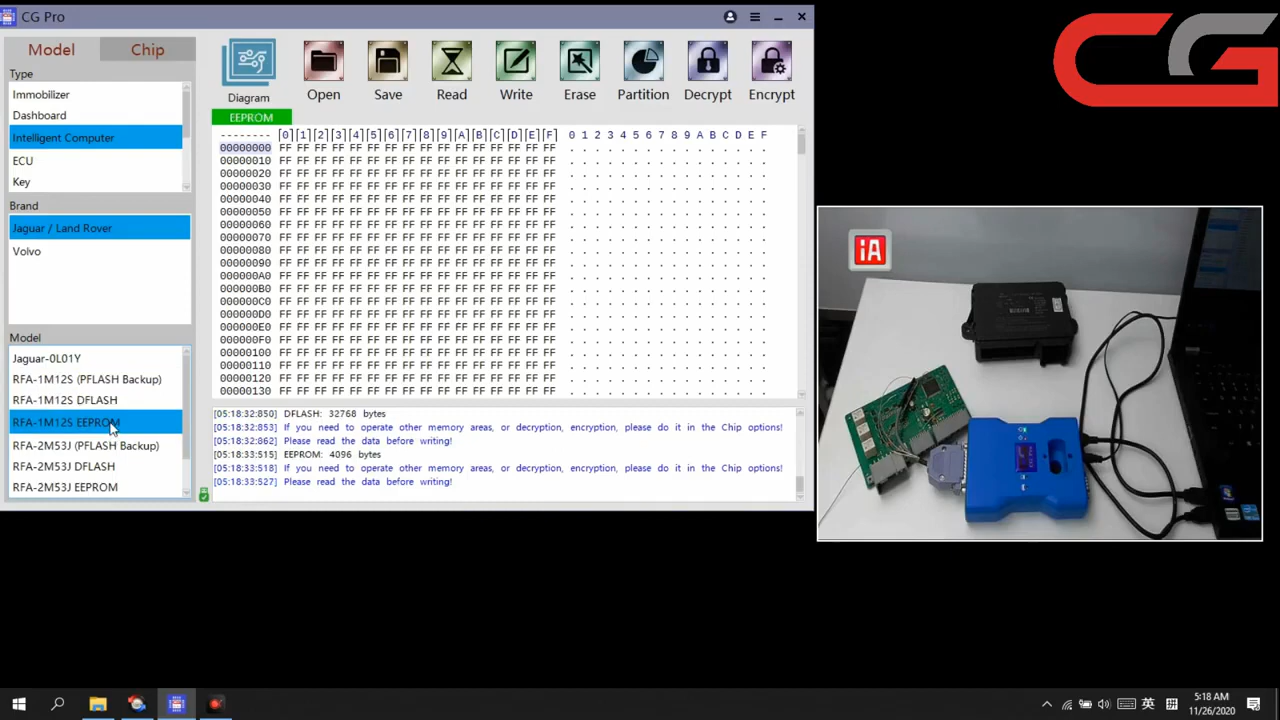 CG Pro
Model
Chip
Type
Immobilizer
Dashboard
Intelligent Computer
ECU
Key
Brand
Jaguar / Land Rover
Volvo
Model
Jaguar-0L01Y
RFA-1M12S (PFLASH Backup)
RFA-1M12S DFLASH
RFA-1M12S EEPROM
RFA-2M53J (PFLASH Backup)
RFA-2M53J DFLASH
RFA-2M53J EEPROM
Diagram
Open
Save
Read
Write
Erase
Partition
Decrypt
Encrypt
EEPROM
-------- [0] [1] [2] [3] [4] [5] [6] [7] [8] [9] [A] [B] [C] [D] [E] [F] 0 1 2 3 4 5 6 7 8 9 A B C D E F
00000000 FF FF FF FF FF FF FF FF FF FF FF FF FF FF FF FF . . . . . . . . . . . . . . . .
00000010 FF FF FF FF FF FF FF FF FF FF FF FF FF FF FF FF . . . . . . . . . . . . . . . .
00000020 FF FF FF FF FF FF FF FF FF FF FF FF FF FF FF FF . . . . . . . . . . . . . . . .
00000030 FF FF FF FF FF FF FF FF FF FF FF FF FF FF FF FF . . . . . . . . . . . . . . . .
00000040 FF FF FF FF FF FF FF FF FF FF FF FF FF FF FF FF . . . . . . . . . . . . . . . .
00000050 FF FF FF FF FF FF FF FF FF FF FF FF FF FF FF FF . . . . . . . . . . . . . . . .
00000060 FF FF FF FF FF FF FF FF FF FF FF FF FF FF FF FF . . . . . . . . . . . . . . . .
00000070 FF FF FF FF FF FF FF FF FF FF FF FF FF FF FF FF . . . . . . . . . . . . . . . .
00000080 FF FF FF FF FF FF FF FF FF FF FF FF FF FF FF FF . . . . . . . . . . . . . . . .
00000090 FF FF FF FF FF FF FF FF FF FF FF FF FF FF FF FF . . . . . . . . . . . . . . . .
000000A0 FF FF FF FF FF FF FF FF FF FF FF FF FF FF FF FF . . . . . . . . . . . . . . . .
000000B0 FF FF FF FF FF FF FF FF FF FF FF FF FF FF FF FF . . . . . . . . . . . . . . . .
000000C0 FF FF FF FF FF FF FF FF FF FF FF FF FF FF FF FF . . . . . . . . . . . . . . . .
000000D0 FF FF FF FF FF FF FF FF FF FF FF FF FF FF FF FF . . . . . . . . . . . . . . . .
000000E0 FF FF FF FF FF FF FF FF FF FF FF FF FF FF FF FF . . . . . . . . . . . . . . . .
000000F0 FF FF FF FF FF FF FF FF FF FF FF FF FF FF FF FF . . . . . . . . . . . . . . . .
00000100 FF FF FF FF FF FF FF FF FF FF FF FF FF FF FF FF . . . . . . . . . . . . . . . .
00000110 FF FF FF FF FF FF FF FF FF FF FF FF FF FF FF FF . . . . . . . . . . . . . . . .
00000120 FF FF FF FF FF FF FF FF FF FF FF FF FF FF FF FF . . . . . . . . . . . . . . . .
00000130 FF FF FF FF FF FF FF FF FF FF FF FF FF FF FF FF . . . . . . . . . . . . . . . .
[05:18:32:850] DFLASH: 32768 bytes
[05:18:32:853] If you need to operate other memory areas, or decryption, encryption, please do it in the Chip options!
[05:18:32:862] Please read the data before writing!
[05:18:33:515] EEPROM: 4096 bytes
[05:18:33:518] If you need to operate other memory areas, or decryption, encryption, please do it in the Chip options!
[05:18:33:527] Please read the data before writing!
CG
iA
英
拼
5:18 AM
11/26/2020